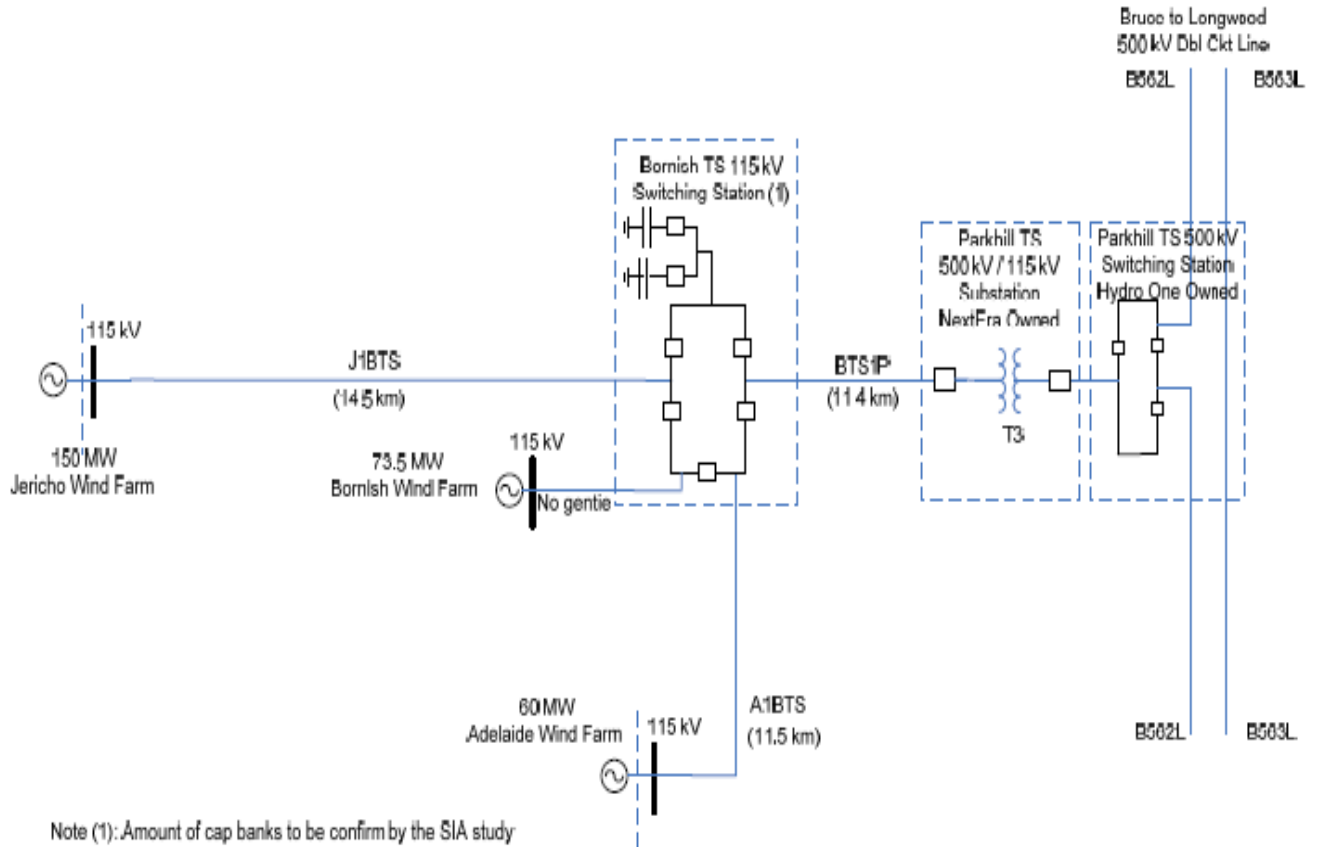 Bruce to Longwood
500 kV Dbl Ckt Line
B562L
B563L
Bornish TS 115 kV
Switching Station (1)
Parkhill TS
500 kV / 115 kV
Substation
NextEra Owned
Parkhill TS 500 kV
Switching Station
Hydro One Owned
115 kV
J1BTS
(14.5 km)
BTS1P
(11.4 km)
T3
150 MW
Jericho Wind Farm
115 kV
73.5 MW
Bornish Wind Farm
No gentie
60 MW
Adelaide Wind Farm
115 kV
A1BTS
(11.5 km)
B562L
B563L
Note (1): Amount of cap banks to be confirm by the SIA study